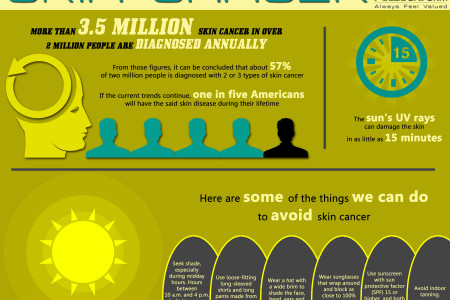 Always Feel Valued
MORE THAN 3.5 MILLION SKIN CANCER IN OVER
2 MILLION PEOPLE ARE DIAGNOSED ANNUALLY
From those figures, it can be concluded that about 57%
of two million people is diagnosed with 2 or 3 types of skin cancer
If the current trends continue, one in five Americans
will have the said skin disease during their lifetime
15
The sun's UV rays
can damage the skin
in as little as 15 minutes
Here are some of the things we can do
to avoid skin cancer
Seek shade,
especially
during midday
hours. Hours
between
10 a.m. and 4 p.m.
Use loose-fitting
long-sleeved
shirts and long
pants made from
Wear a hat with
a wide brim to
shade the face,
head, ears and
Wear sunglasses
that wrap around
and block as
close to 100%
Use sunscreen
with sun
protective factor
(SPF) 15 or
higher, and both
Avoid indoor
tanning.